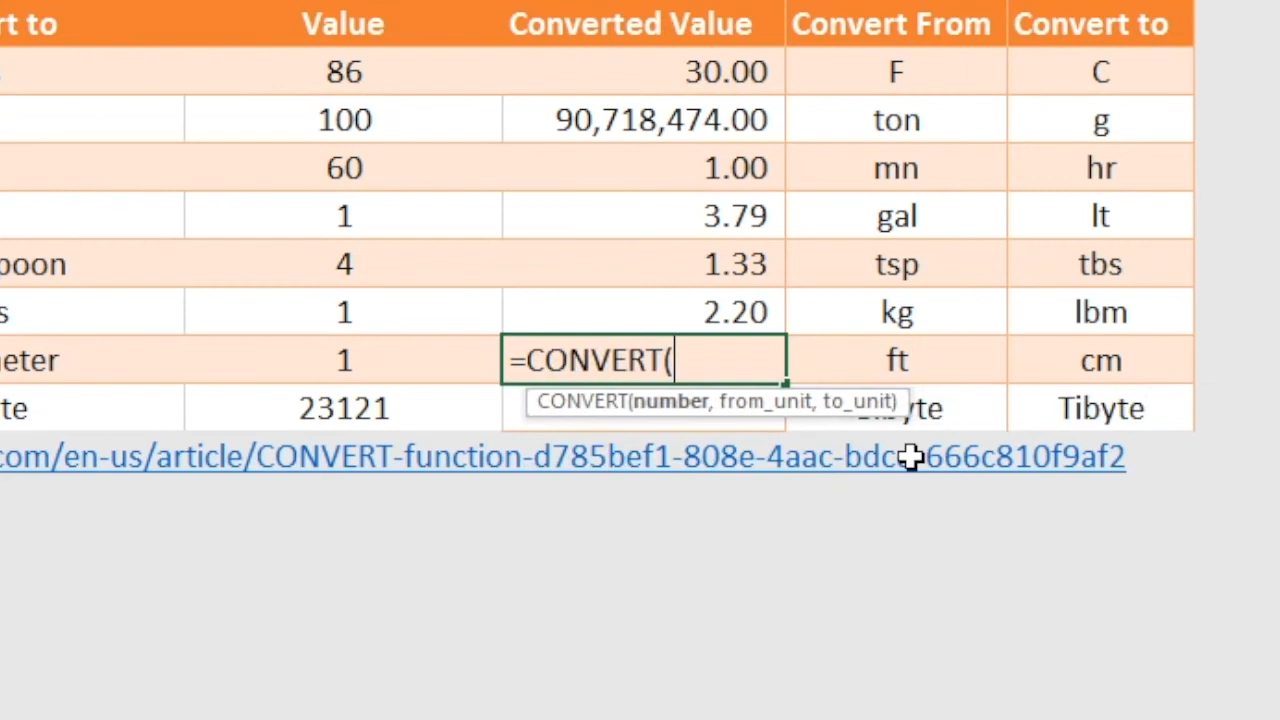 rt to Value Converted Value Convert From Convert to
86 30.00 F C
100 90,718,474.00 ton g
60 1.00 mn hr
1 3.79 gal lt
poon 4 1.33 tsp tbs
s 1 2.20 kg lbm
eter 1 =CONVERT( ft cm
CONVERT(number, from_unit, to_unit)
te 23121 yte Tibyte
com/en-us/article/CONVERT-function-d785bef1-808e-4aac-bdc 666c810f9af2